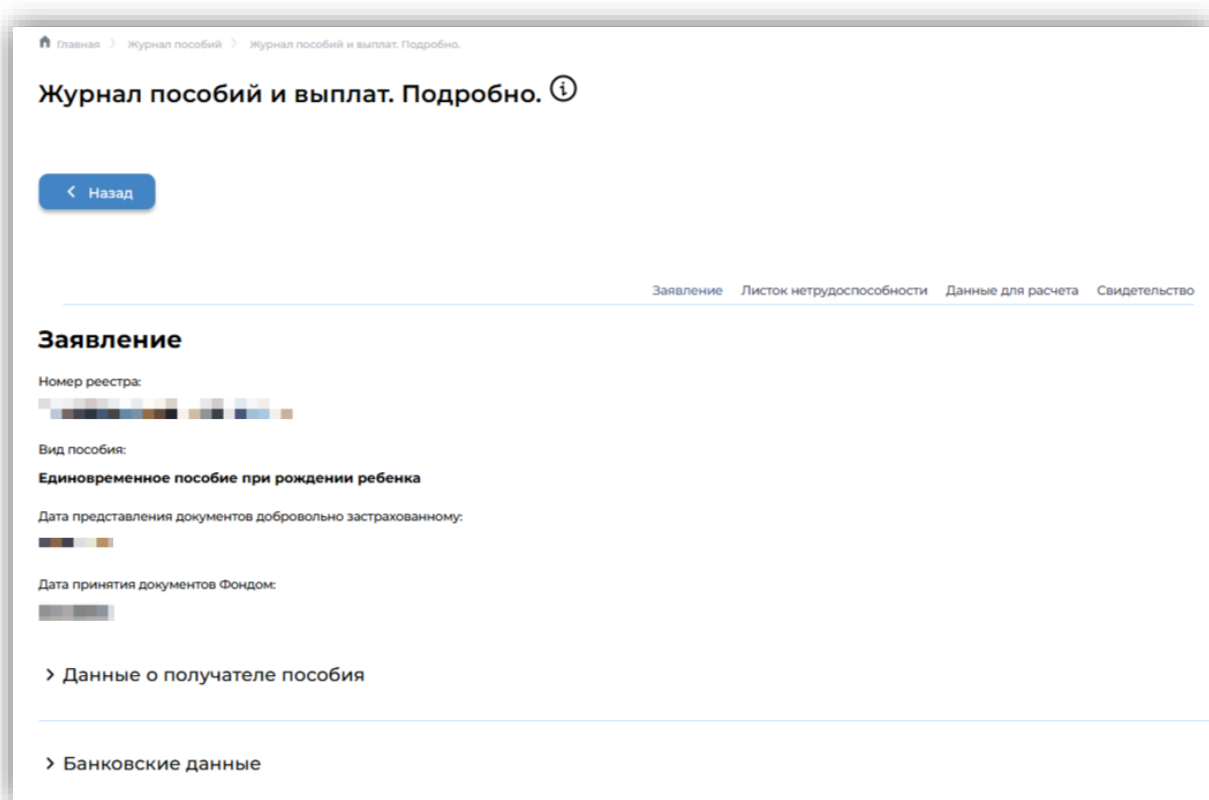 Главная > Журнал пособий > Журнал пособий и выплат. Подробно.
Журнал пособий и выплат. Подробно.
Назад
Заявление Листок нетрудоспособности Данные для расчета Свидетельство
Заявление
Номер реестра:
Вид пособия:
Единовременное пособие при рождении ребенка
Дата представления документов добровольно застрахованному:
Дата принятия документов Фондом:
Данные о получателе пособия
Банковские данные